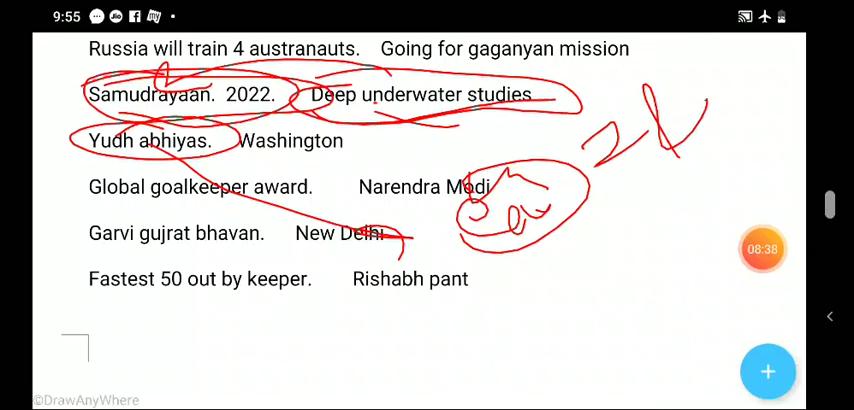 9:55
Russia will train 4 austranauts. Going for gaganyan mission
Samudrayaan. 2022. Deep underwater studies
Yudh abhiyas. Washington
Global goalkeeper award. Narendra Modi
Garvi gujrat bhavan. New Delhi
08:38
Fastest 50 out by keeper. Rishabh pant
©DrawAnyWhere